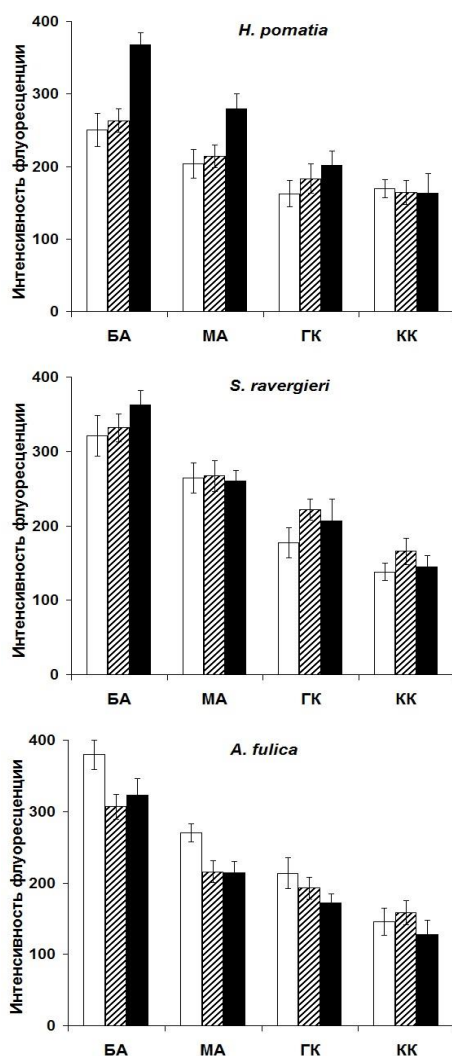 H. pomatia
Интенсивность флуоресценции
400
300
200
100
0
БА МА ГК КК
S. ravergieri
Интенсивность флуоресценции
400
300
200
100
0
БА МА ГК КК
A. fulica
Интенсивность флуоресценции
400
300
200
100
0
БА МА ГК КК